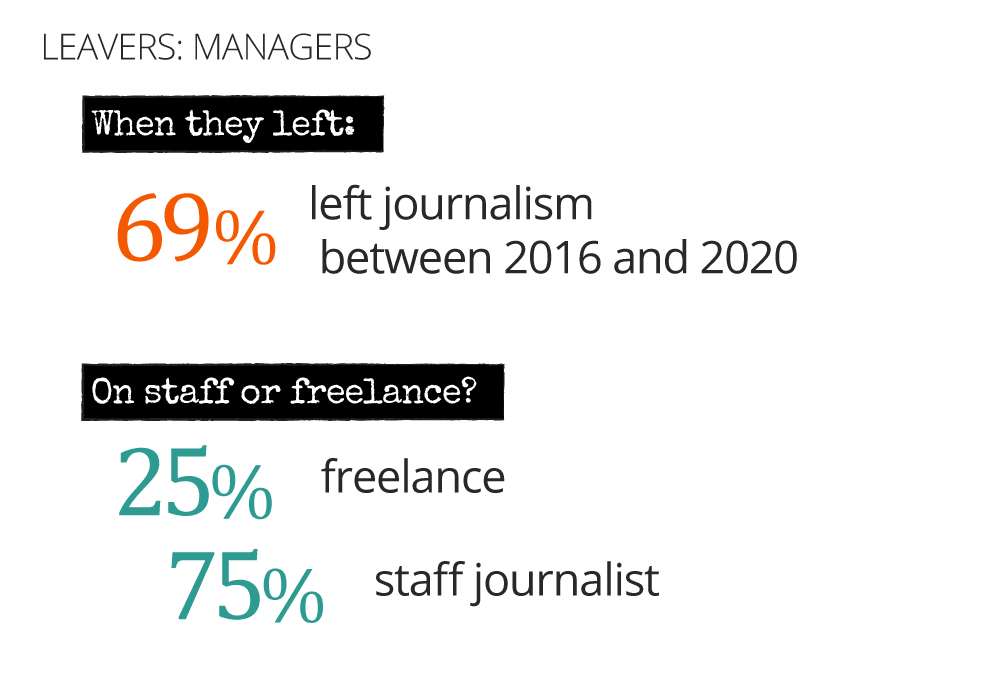 LEAVERS: MANAGERS
When they left:
69% left journalism
between 2016 and 2020
On staff or freelance?
25% freelance
75% staff journalist